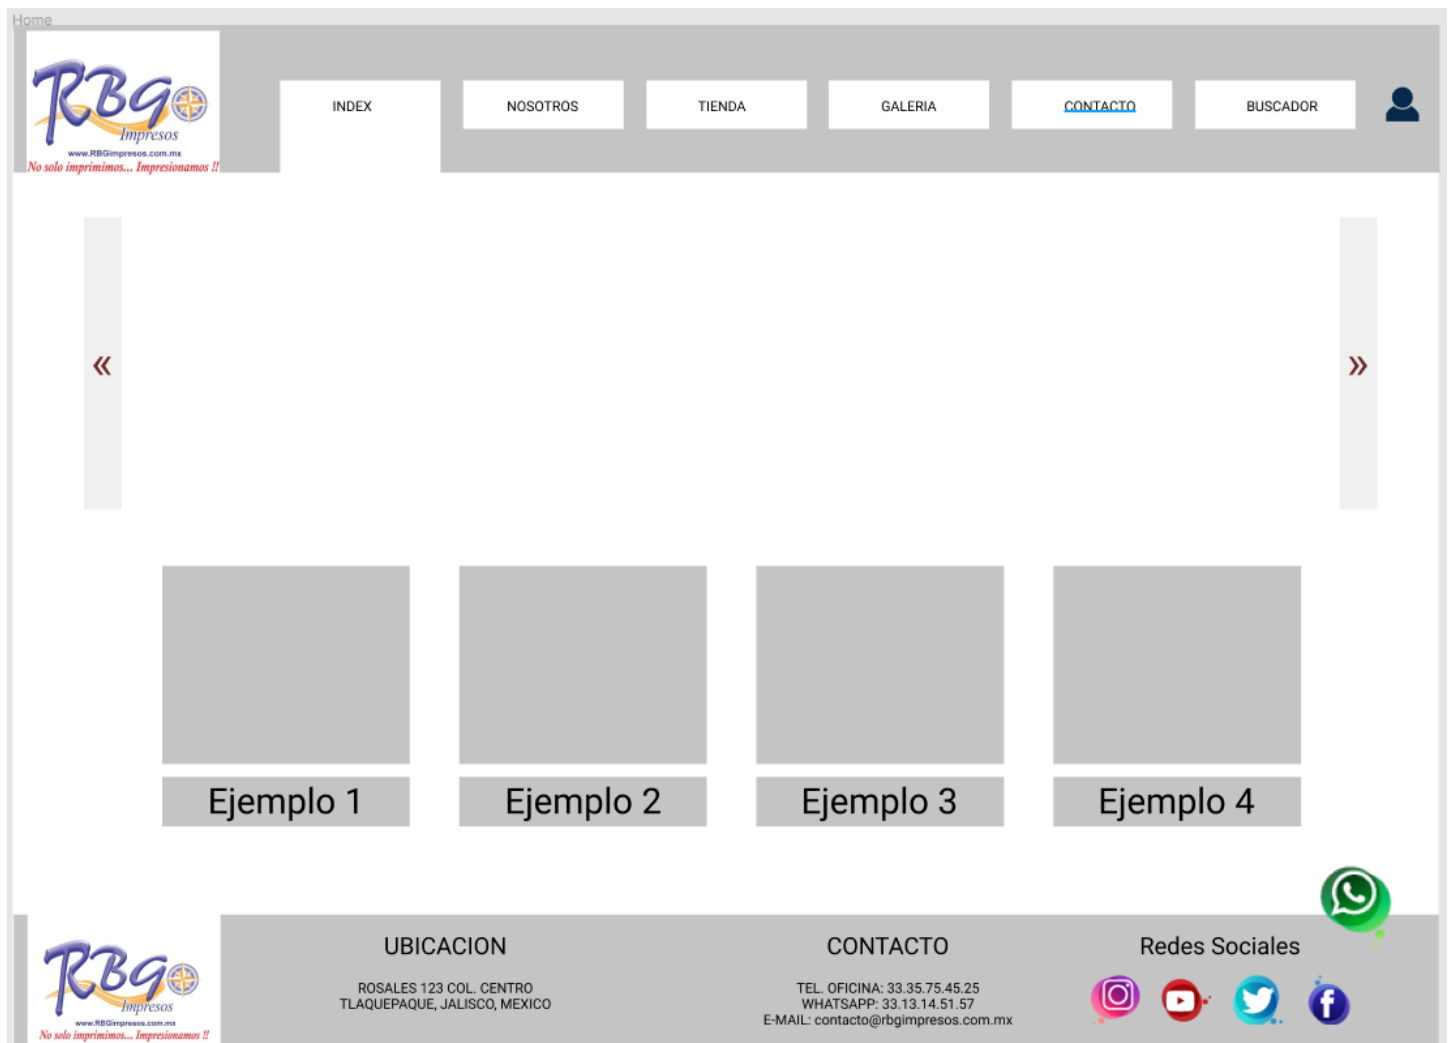 Home
RBG
Impresos
www.RBGimpresos.com.mx
No solo imprimimos... Impresionamos !!
INDEX
NOSOTROS
TIENDA
GALERIA
CONTACTO
BUSCADOR
«
»
Ejemplo 1
Ejemplo 2
Ejemplo 3
Ejemplo 4
RBG
Impresos
www.RBGimpresos.com.mx
No solo imprimimos... Impresionamos !!
UBICACION
ROSALES 123 COL. CENTRO
TLAQUEPAQUE, JALISCO, MEXICO
CONTACTO
TEL. OFICINA: 33.35.75.45.25
WHATSAPP: 33.13.14.51.57
E-MAIL: contacto@rbgimpresos.com.mx
Redes Sociales